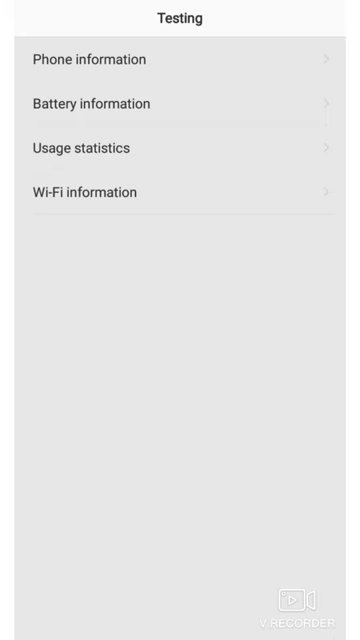 Testing
Phone information
Battery information
Usage statistics
Wi-Fi information
V RECORDER